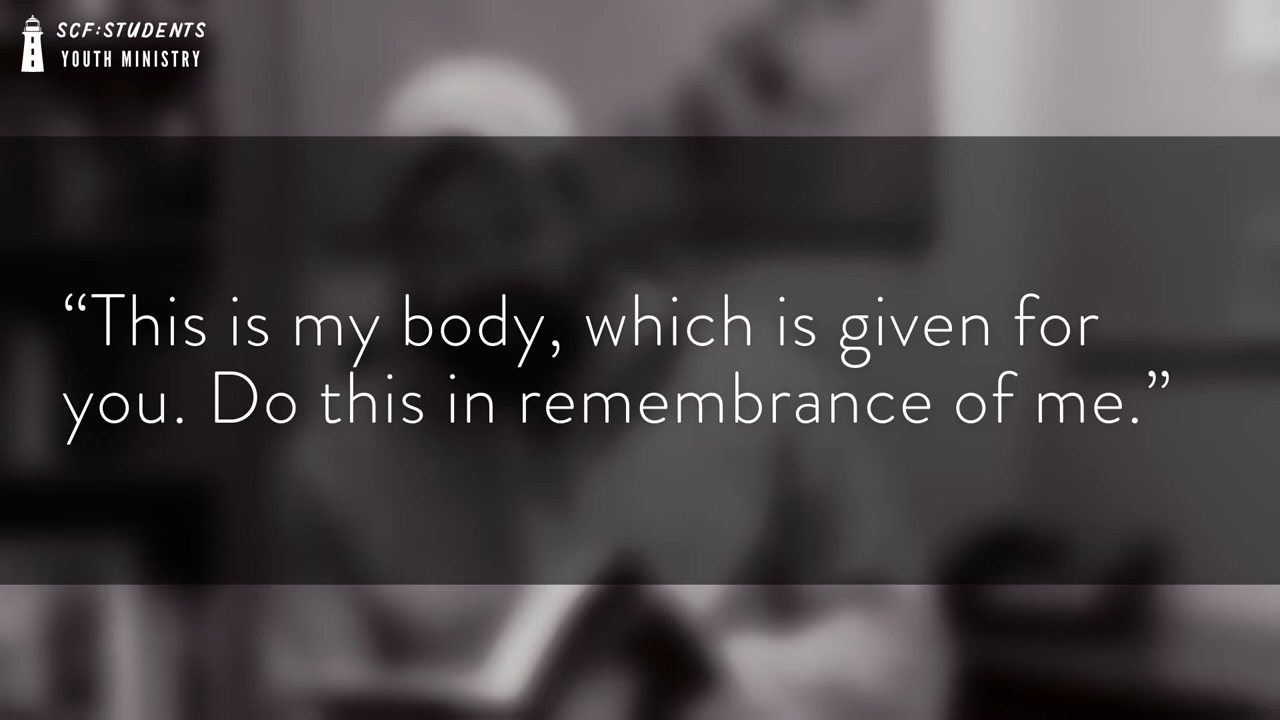 SCF:STUDENTS
YOUTH MINISTRY
“This is my body, which is given for
you. Do this in remembrance of me.”